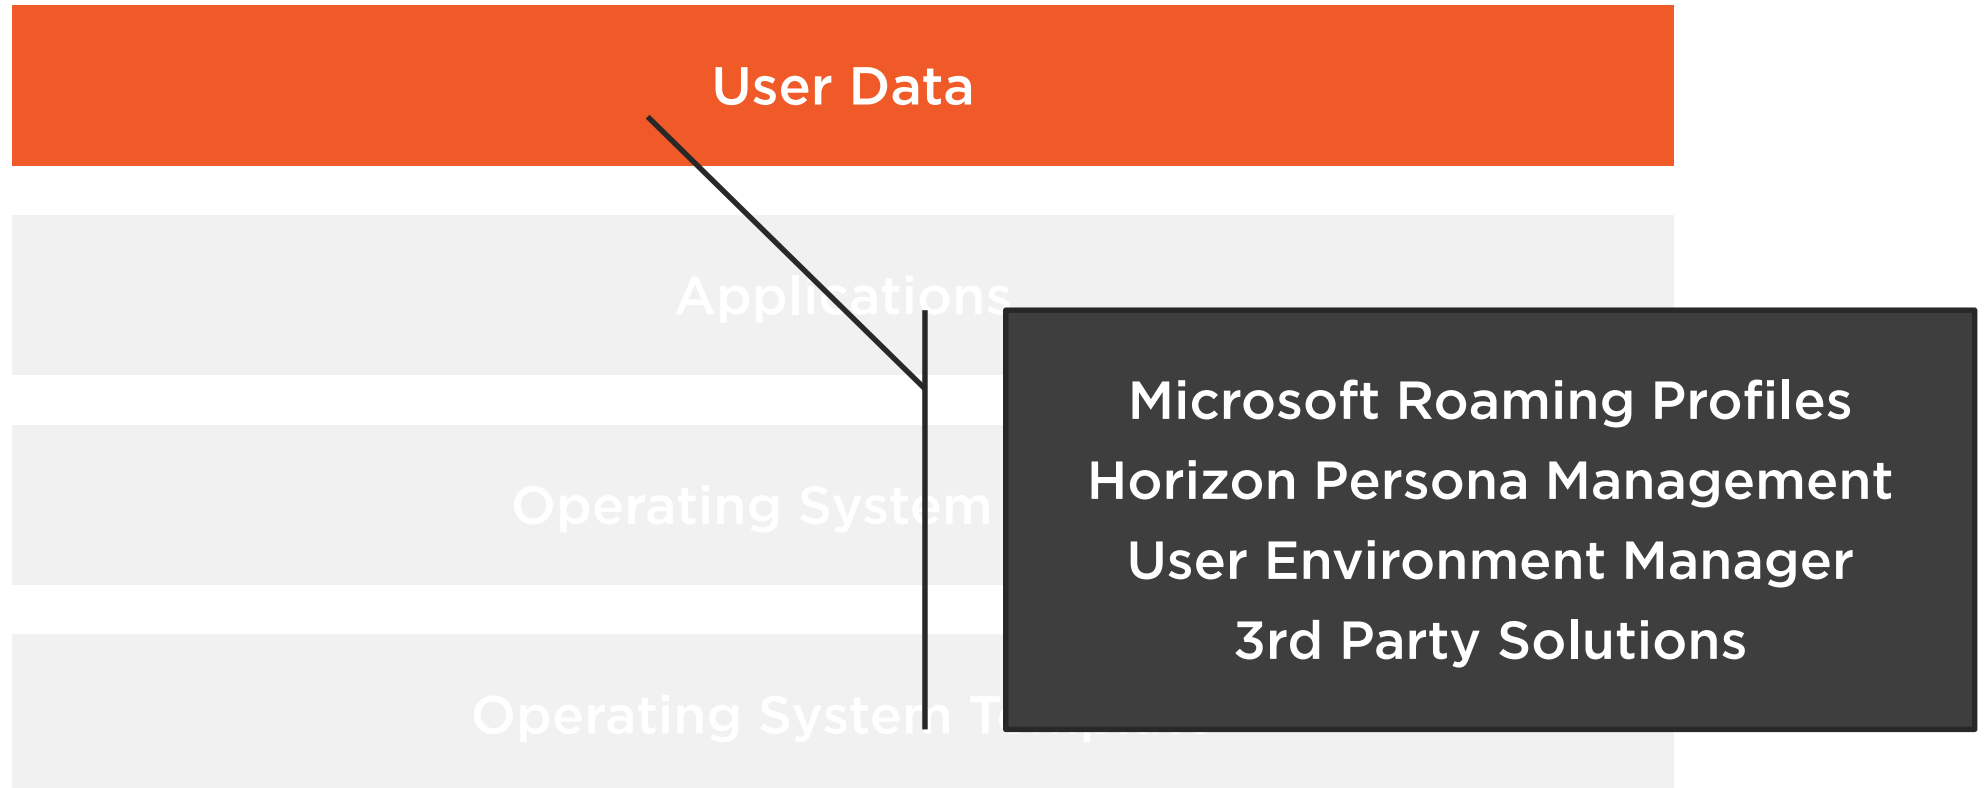 User Data
Applications
Operating System
Operating System
Microsoft Roaming Profiles
Horizon Persona Management
User Environment Manager
3rd Party Solutions